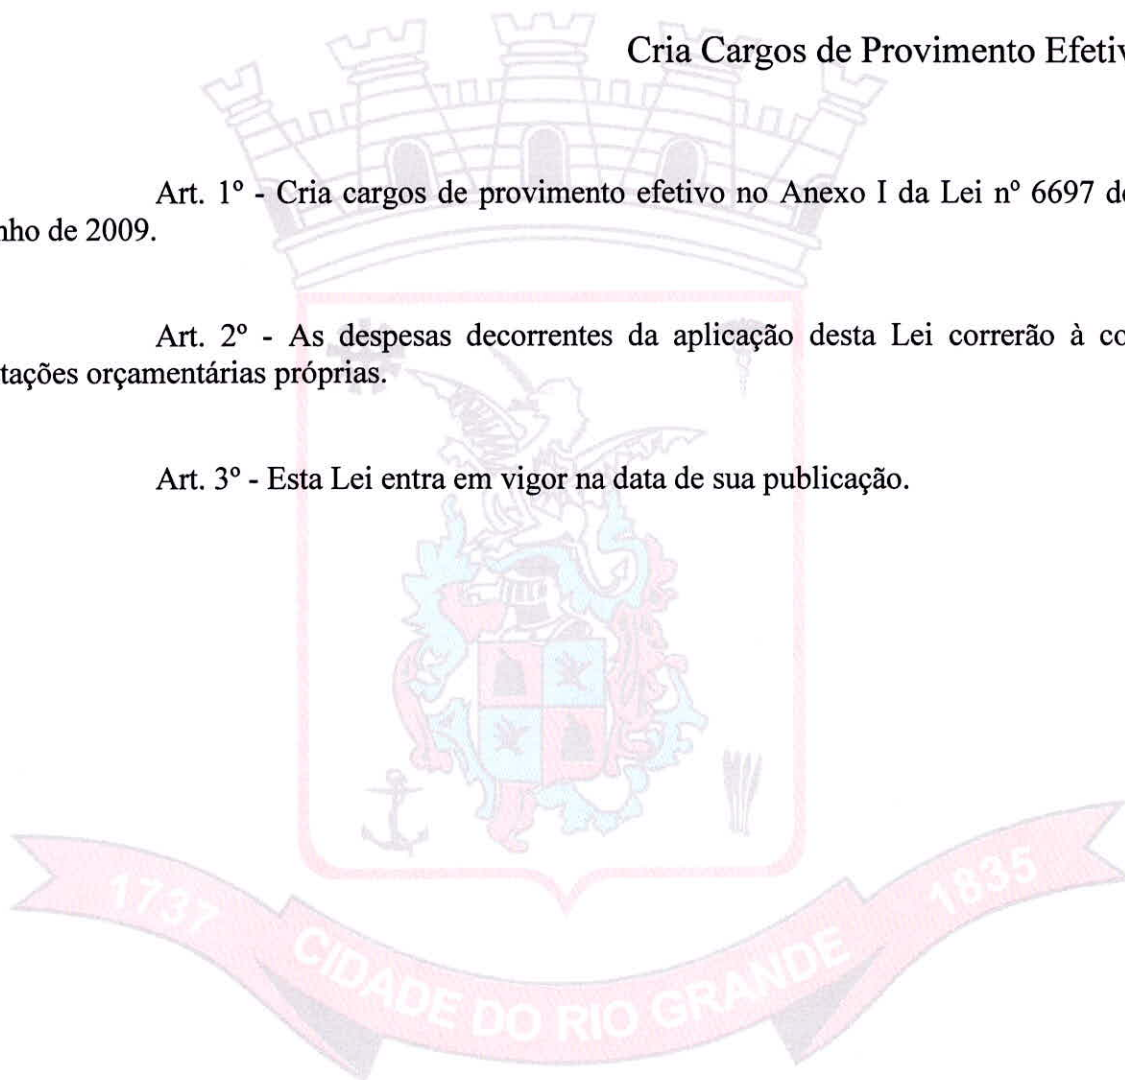 Cria Cargos de Provimento Efetiv
Art. 1º - Cria cargos de provimento efetivo no Anexo I da Lei nº 6697 de
nho de 2009.
Art. 2º - As despesas decorrentes da aplicação desta Lei correrão à co
tações orçamentárias próprias.
Art. 3º - Esta Lei entra em vigor na data de sua publicação.
1737 CIDADE DO RIO GRANDE 1835